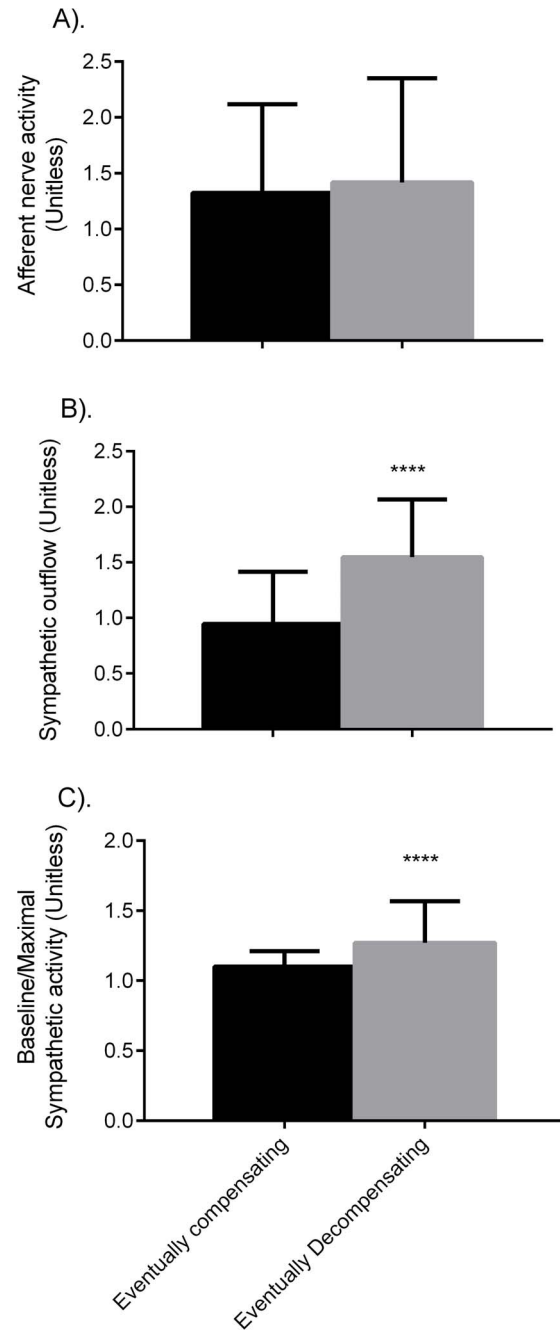 A).
Afferent nerve activity
(Unitless)
2.5
2.0
1.5
1.0
0.5
0.0
B).
Sympathetic outflow (Unitless)
2.5
2.0
1.5
1.0
0.5
0.0
****
C).
Baseline/Maximal
Sympathetic activity (Unitless)
2.0
1.5
1.0
0.5
0.0
****
Eventually compensating
Eventually Decompensating